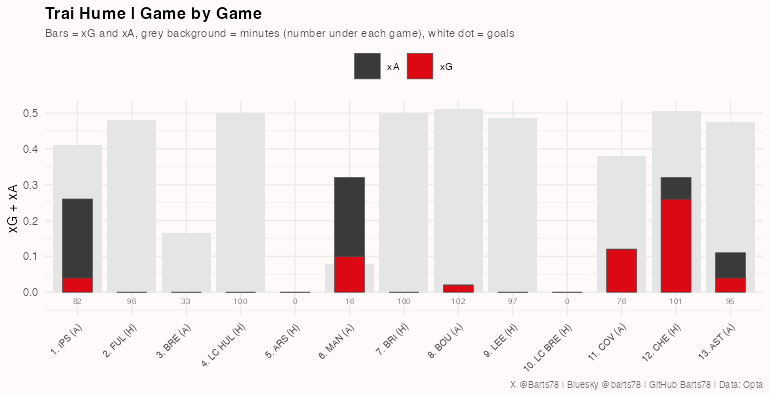 Trai Hume | Game by Game
Bars = xG and xA, grey background = minutes (number under each game), white dot = goals
xA xG
xG + xA
0.5
0.4
0.3
0.2
0.1
0.0
82 96 33 100 0 16 100 102 97 0 76 101 95
1. IPS (A)
2. FUL (H)
3. BRE (A)
4. LC HUL (H)
5. ARS (H)
6. MAN (A)
7. BRI (H)
8. BOU (A)
9. LEE (H)
10. LC BRE (H)
11. COV (A)
12. CHE (H)
13. AST (A)
X @Barts78 | Bluesky @barts78 | GitHub Barts78 | Data: Opta